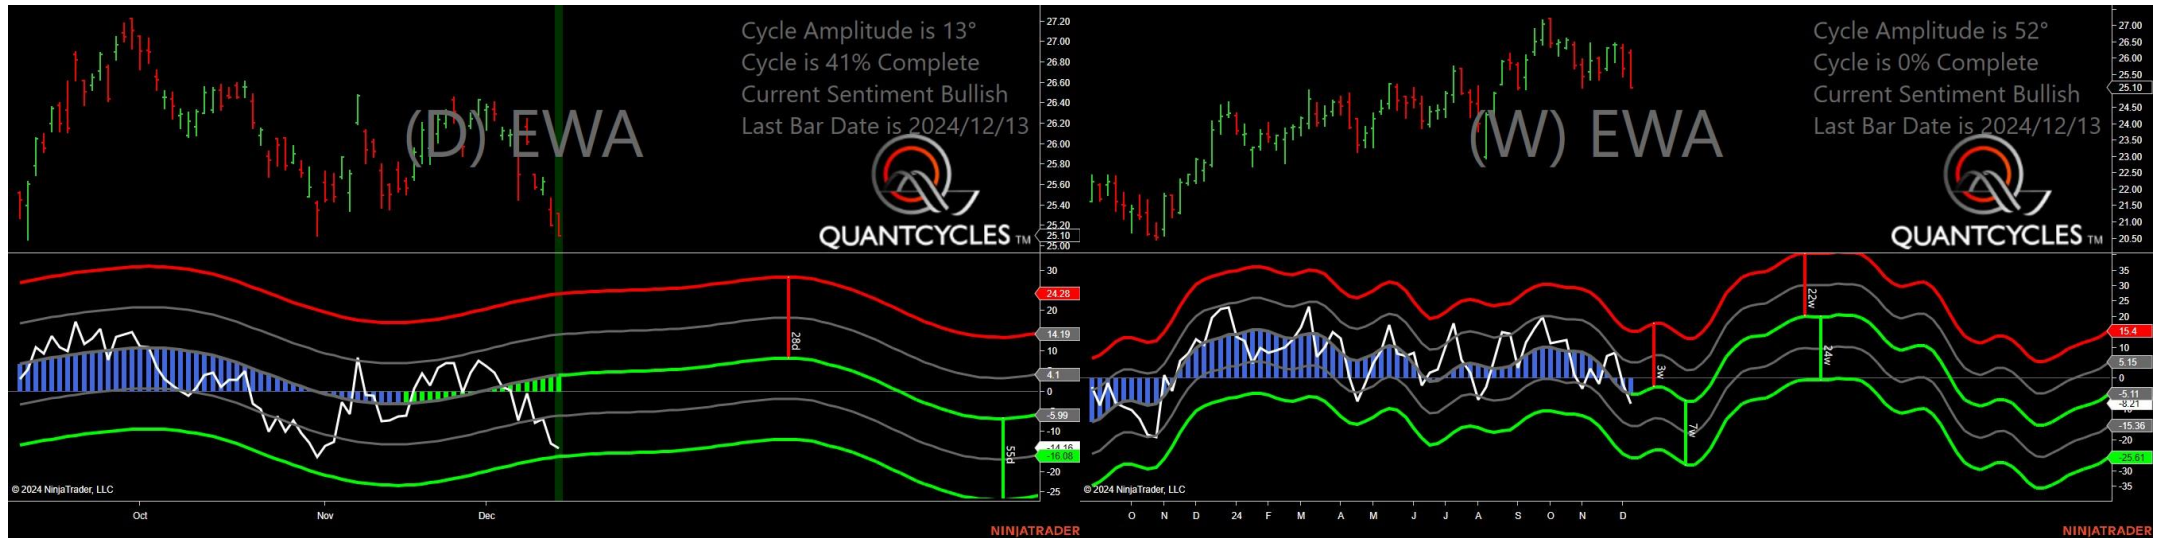 Cycle Amplitude is 13°
Cycle is 41% Complete
Current Sentiment Bullish
Last Bar Date is 2024/12/13
(D) EWA
QUANTCYCLES TM
27.20
27.00
26.80
26.60
26.40
26.20
26.00
25.80
25.60
25.40
25.20
25.10
25.00
30
24.28
20
14.19
10
4.1
0
-5.99
-10
-14.16
-16.08
-20
-25
28d
55d
© 2024 NinjaTrader, LLC
Oct
Nov
Dec
NINJATRADER
Cycle Amplitude is 52°
Cycle is 0% Complete
Current Sentiment Bullish
Last Bar Date is 2024/12/13
(W) EWA
QUANTCYCLES TM
27.00
26.50
26.00
25.50
25.10
24.50
24.00
23.50
23.00
22.50
22.00
21.50
21.00
20.50
35
30
25
20
15.4
10
5.15
0
-5.11
-8.21
-15.36
-20
-25.61
-30
-35
3w
7w
22w
24w
© 2024 NinjaTrader, LLC
O N D 24 F M A M J J A S O N D
NINJATRADER